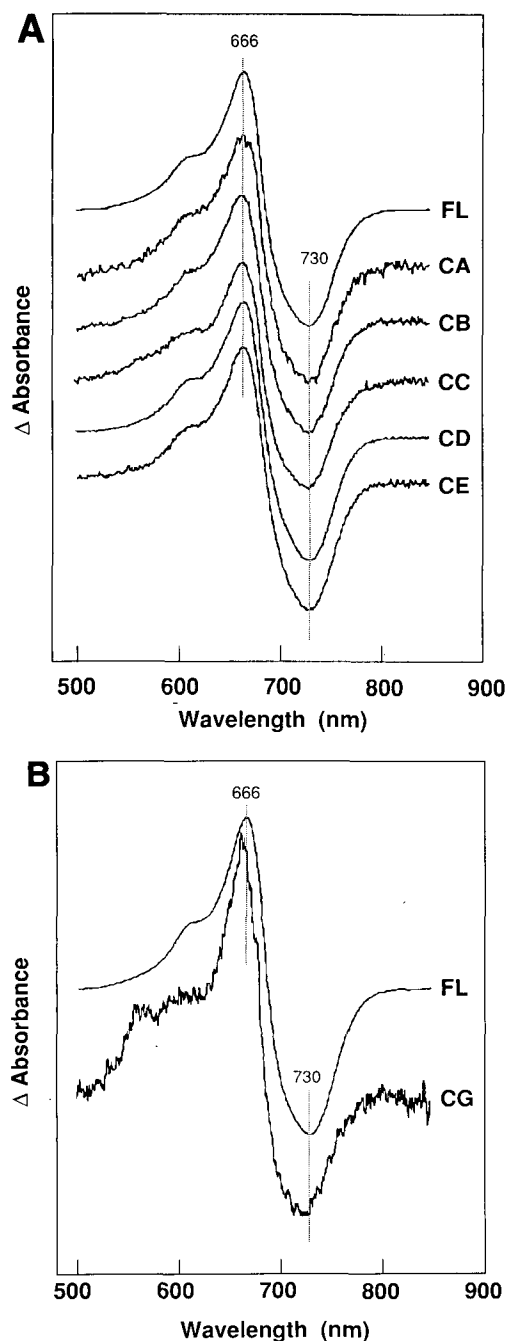 A
666
730
FL
CA
CB
CC
CD
CE
Δ Absorbance
500 600 700 800 900
Wavelength (nm)
B
666
730
FL
CG
Δ Absorbance
500 600 700 800 900
Wavelength (nm)